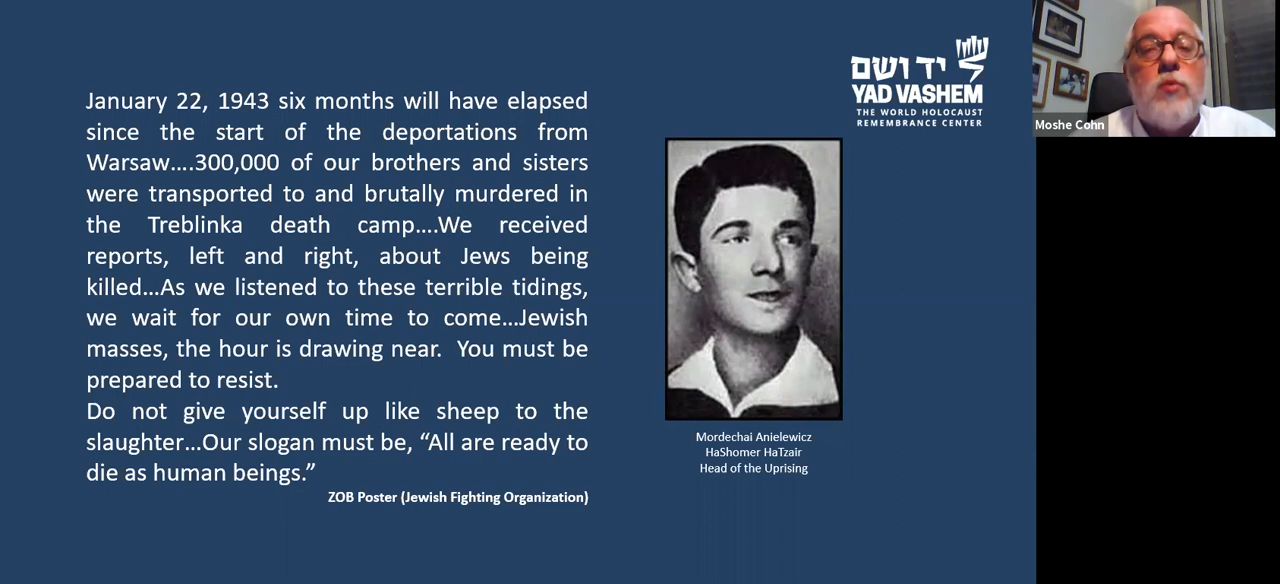 January 22, 1943 six months will have elapsed
since the start of the deportations from
Warsaw....300,000 of our brothers and sisters
were transported to and brutally murdered in
the Treblinka death camp....We received
reports, left and right, about Jews being
killed...As we listened to these terrible tidings,
we wait for our own time to come...Jewish
masses, the hour is drawing near.  You must be
prepared to resist.
Do not give yourself up like sheep to the
slaughter...Our slogan must be, “All are ready to
die as human beings.”
ZOB Poster (Jewish Fighting Organization)
יד ושם
YAD VASHEM
THE WORLD HOLOCAUST
REMEMBRANCE CENTER
Mordechai Anielewicz
HaShomer HaTzair
Head of the Uprising
Moshe Cohn